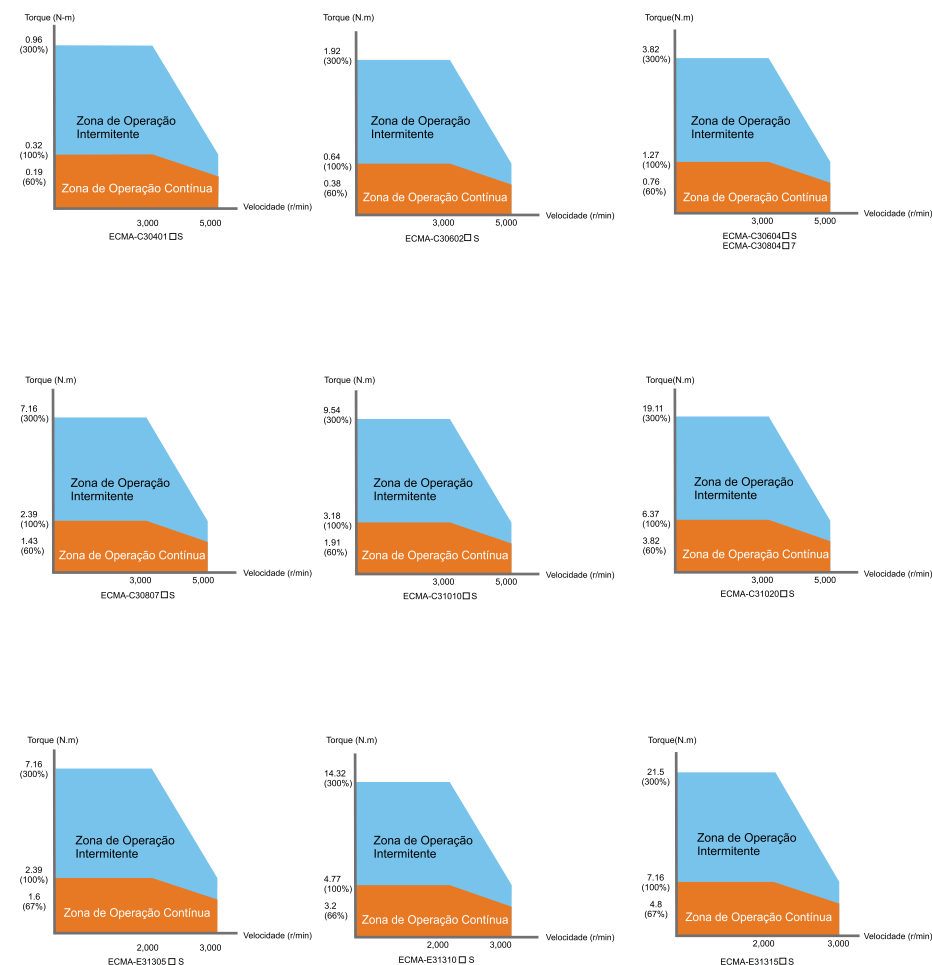 Torque (N-m)
0.96
(300%)
Zona de Operação
Intermitente
0.32
(100%)
0.19
(60%)
Zona de Operação Contínua
Velocidade (r/min)
3,000 5,000
ECMA-C30401□S
Torque (N.m)
1.92
(300%)
Zona de Operação
Intermitente
0.64
(100%)
0.38
(60%)
Zona de Operação Contínua
Velocidade (r/min)
3,000 5,000
ECMA-C30602□ S
Torque(N.m)
3.82
(300%)
Zona de Operação
Intermitente
1.27
(100%)
0.76
(60%)
Zona de Operação Contínua
Velocidade (r/min)
3,000 5,000
ECMA-C30604□ S
ECMA-C30804□ 7
Torque (N.m)
7.16
(300%)
Zona de Operação
Intermitente
2.39
(100%)
1.43
(60%)
Zona de Operação Contínua
Velocidade (r/min)
3,000 5,000
ECMA-C30807□ S
Torque (N.m)
9.54
(300%)
Zona de Operação
Intermitente
3.18
(100%)
1.91
(60%)
Zona de Operação Contínua
Velocidade (r/min)
3,000 5,000
ECMA-C31010□ S
Torque(N.m)
19.11
(300%)
Zona de Operação
Intermitente
6.37
(100%)
3.82
(60%)
Zona de Operação Contínua
Velocidade (r/min)
3,000 5,000
ECMA-C31020□ S
Torque (N.m)
7.16
(300%)
Zona de Operação
Intermitente
2.39
(100%)
1.6
(67%)
Zona de Operação Contínua
Velocidade (r/min)
2,000 3,000
ECMA-E31305□ S
Torque (N.m)
14.32
(300%)
Zona de Operação
Intermitente
4.77
(100%)
3.2
(66%)
Zona de Operação Contínua
Velocidade (r/min)
2,000 3,000
ECMA-E31310□ S
Torque(N.m)
21.5
(300%)
Zona de Operação
Intermitente
7.16
(100%)
4.8
(67%)
Zona de Operação Contínua
Velocidade (r/min)
2,000 3,000
ECMA-E31315□ S